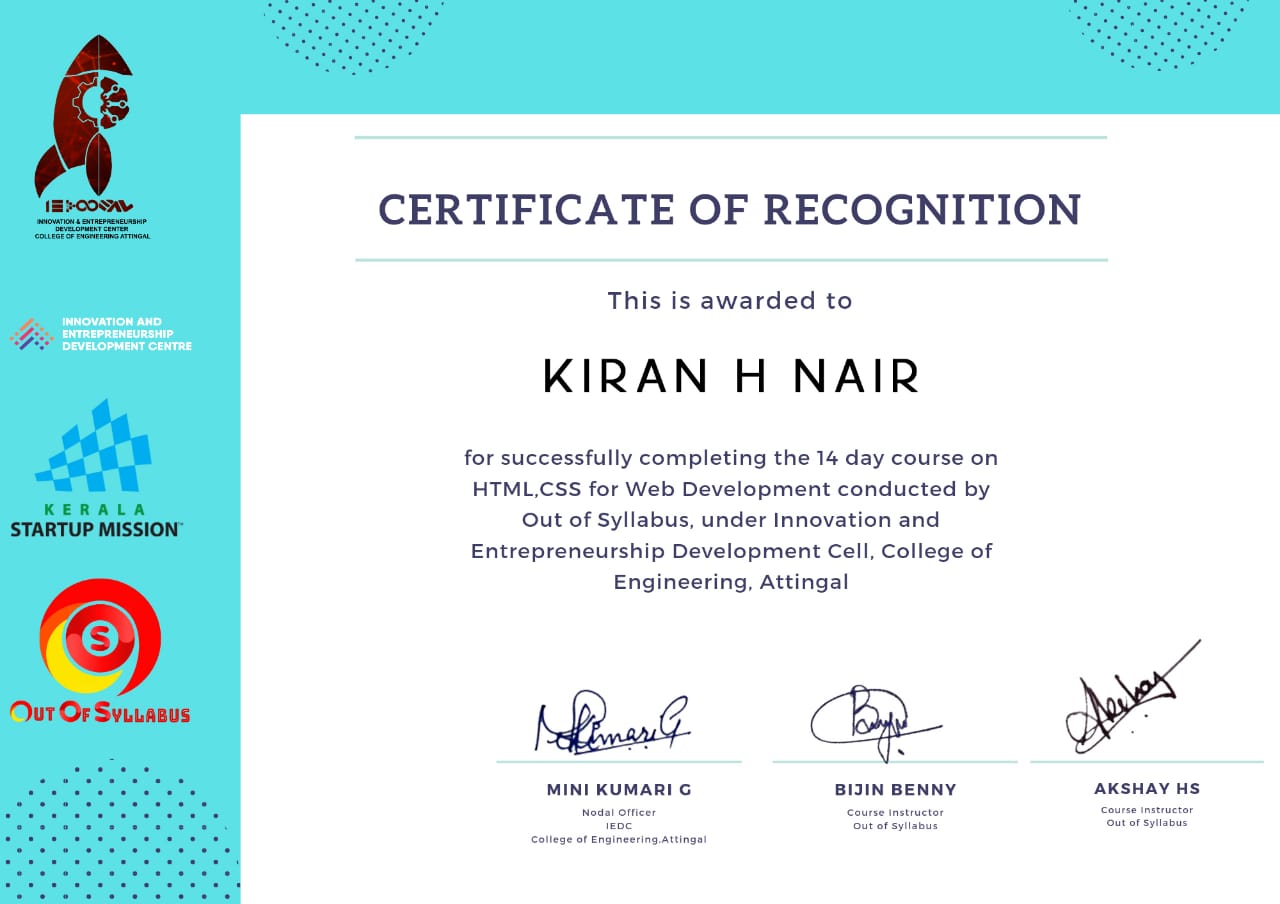 INNOVATION & ENTREPRENEURSHIP
DEVELOPMENT CENTER
COLLEGE OF ENGINEERING ATTINGAL
INNOVATION AND
ENTREPRENEURSHIP
DEVELOPMENT CENTRE
KERALA
STARTUP MISSION™
S
OUT OF SYLLABUS
CERTIFICATE OF RECOGNITION
This is awarded to
KIRAN H NAIR
for successfully completing the 14 day course on
HTML,CSS for Web Development conducted by
Out of Syllabus, under Innovation and
Entrepreneurship Development Cell, College of
Engineering, Attingal
MINI KUMARI G
Nodal Officer
IEDC
College of Engineering.Attingal
BIJIN BENNY
Course Instructor
Out of Syllabus
AKSHAY HS
Course Instructor
Out of Syllabus